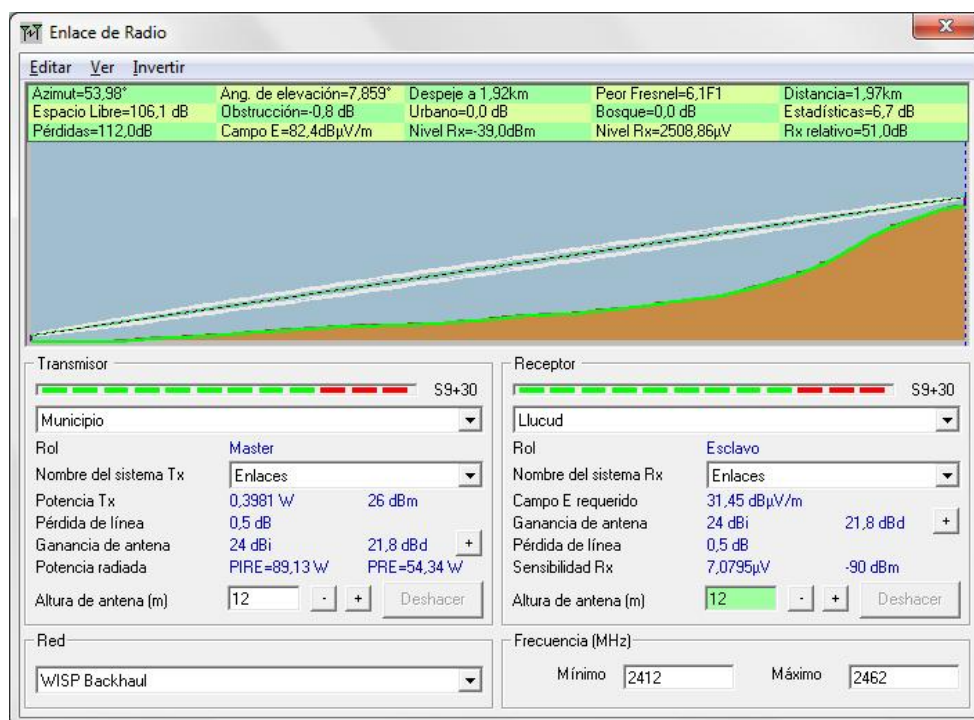 Enlace de Radio
Editar Ver Invertir
Azimut=53,98° Ang. de elevación=7,859° Despeje a 1,92km Peor Fresnel=6,1F1 Distancia=1,97km
Espacio Libre=106,1 dB Obstrucción=-0,8 dB Urbano=0,0 dB Bosque=0,0 dB Estadísticas=6,7 dB
Pérdidas=112,0dB Campo E=82,4dBμV/m Nivel Rx=-39,0dBm Nivel Rx=2508,86μV Rx relativo=51,0dB
Transmisor
S9+30
Municipio
Rol Master
Nombre del sistema Tx Enlaces
Potencia Tx 0,3981 W 26 dBm
Pérdida de línea 0,5 dB
Ganancia de antena 24 dBi 21,8 dBd +
Potencia radiada PIRE=89,13 W PRE=54,34 W
Altura de antena (m) 12 - + Deshacer
Receptor
S9+30
Llucud
Rol Esclavo
Nombre del sistema Rx Enlaces
Campo E requerido 31,45 dBμV/m
Ganancia de antena 24 dBi 21,8 dBd +
Pérdida de línea 0,5 dB
Sensibilidad Rx 7,0795μV -90 dBm
Altura de antena (m) 12 - + Deshacer
Red
WISP Backhaul
Frecuencia (MHz)
Mínimo 2412 Máximo 2462